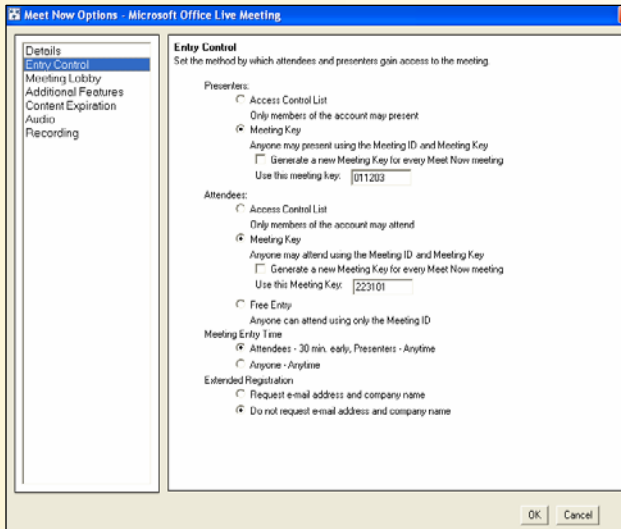 Meet Now Options - Microsoft Office Live Meeting
Details
Entry Control
Meeting Lobby
Additional Features
Content Expiration
Audio
Recording
Entry Control
Set the method by which attendees and presenters gain access to the meeting.
Presenters:
Access Control List
Only members of the account may present
Meeting Key
Anyone may present using the Meeting ID and Meeting Key
Generate a new Meeting Key for every Meet Now meeting
Use this meeting key: 011203
Attendees:
Access Control List
Only members of the account may attend
Meeting Key
Anyone may attend using the Meeting ID and Meeting Key
Generate a new Meeting Key for every Meet Now meeting
Use this Meeting Key: 223101
Free Entry
Anyone can attend using only the Meeting ID
Meeting Entry Time
Attendees - 30 min. early, Presenters - Anytime
Anyone - Anytime
Extended Registration
Request e-mail address and company name
Do not request e-mail address and company name
OK Cancel